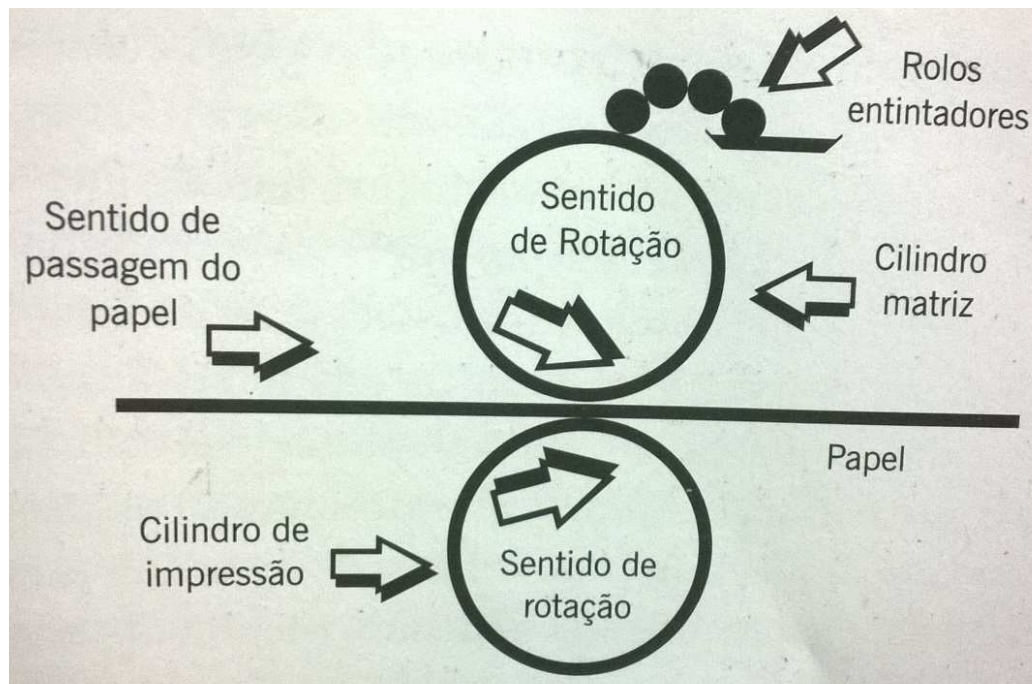 Rolos
entintadores
Sentido
de Rotação
Sentido de
passagem do
papel
Cilindro
matriz
Papel
Cilindro de
impressão
Sentido de
rotação